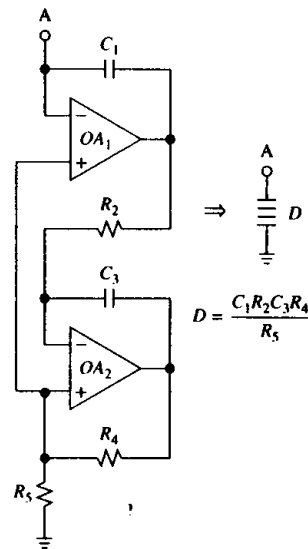 A
C₁
−
OA₁
+
R₂
⇒
A
D
C₃
D = C₁R₂C₃R₄ / R₅
−
OA₂
+
R₄
R₅